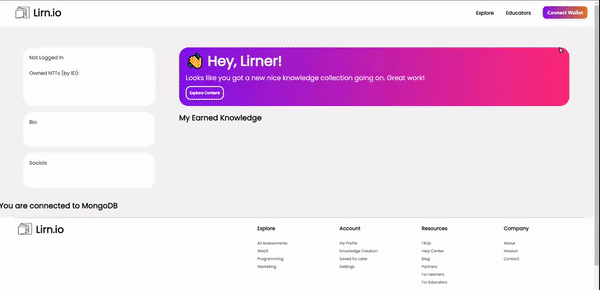 Lirn.io
Explore
Educators
Connect Wallet
Not Logged In
Owned NTTs (by ID):
Bio
Socials
👏 Hey, Lirner!
Looks like you got a new nice knowledge collection going on. Great work!
Explore Content
My Earned Knowledge
You are connected to MongoDB
Lirn.io
Explore
All Assessments
Web3
Programming
Marketing
Account
My Profile
Knowledge Creation
Saved for Later
Settings
Resources
FAQs
Help Center
Blog
Partners
For Learners
For Educators
Company
About
Mission
Contact